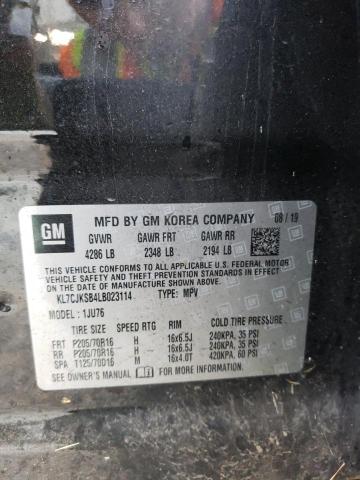 GM
MFD BY GM KOREA COMPANY 08/19
GVWR GAWR FRT GAWR RR
4286 LB 2348 LB 2194 LB
THIS VEHICLE CONFORMS TO ALL APPLICABLE U.S. FEDERAL MOTOR
VEHICLE SAFETY AND THEFT PREVENTION STANDARDS IN EFFECT
ON THE DATE OF MANUFACTURE SHOWN ABOVE.
KL7CJKSB4LB023114 TYPE: MPV
MODEL: 1JU76
TIRE SIZE SPEED RTG RIM COLD TIRE PRESSURE
FRT P205/70R16 H 16x6.5J 240KPA, 35 PSI
RR P205/70R16 H 16x6.5J 240KPA, 35 PSI
SPA T125/70D16 M 16x4.0T 420KPA, 60 PSI
SEE OWNER'S MANUAL FOR MORE INFORMATION